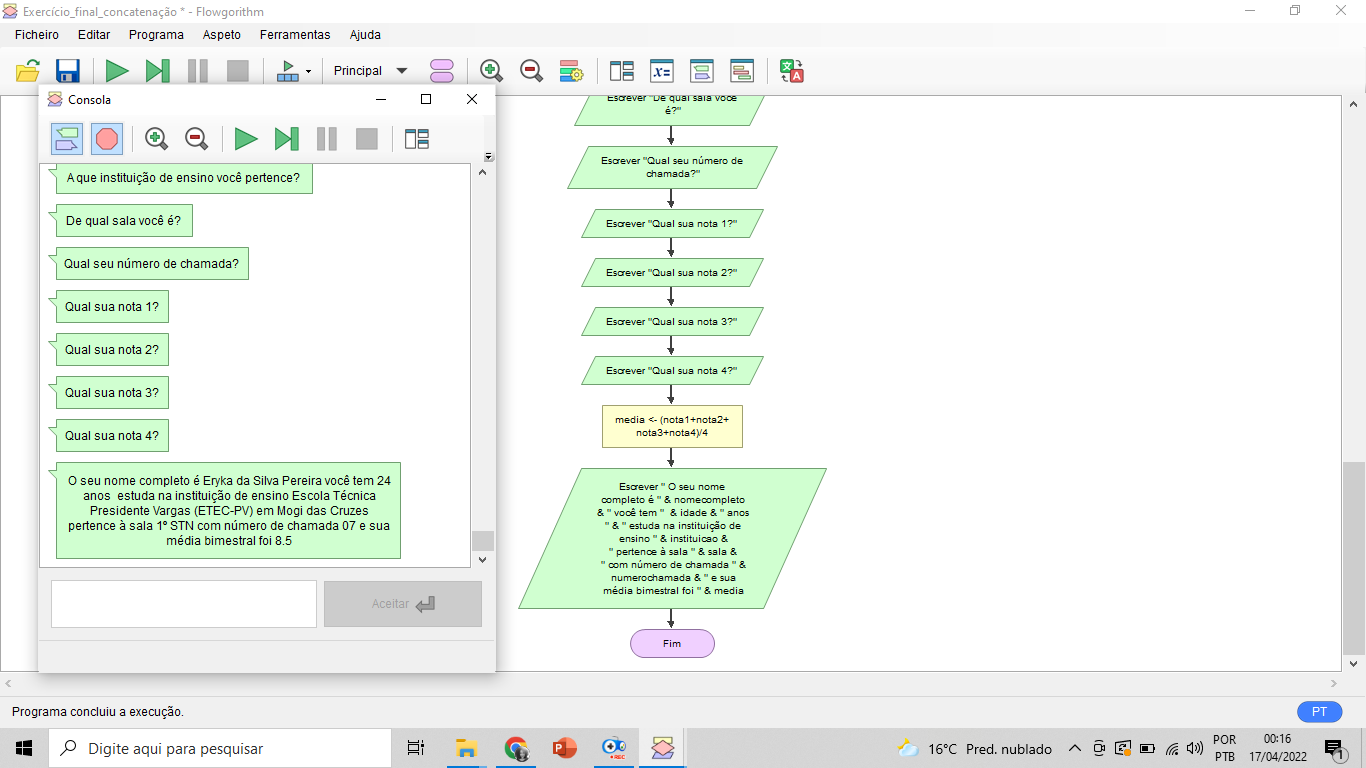 Exercício_final_concatenação * - Flowgorithm
Ficheiro Editar Programa Aspeto Ferramentas Ajuda
Principal
Consola
A que instituição de ensino você pertence?
De qual sala você é?
Qual seu número de chamada?
Qual sua nota 1?
Qual sua nota 2?
Qual sua nota 3?
Qual sua nota 4?
O seu nome completo é Eryka da Silva Pereira você tem 24
anos estuda na instituição de ensino Escola Técnica
Presidente Vargas (ETEC-PV) em Mogi das Cruzes
pertence à sala 1º STN com número de chamada 07 e sua
média bimestral foi 8.5
Aceitar
Escrever "De qual sala você
é?"
Escrever "Qual seu número de
chamada?"
Escrever "Qual sua nota 1?"
Escrever "Qual sua nota 2?"
Escrever "Qual sua nota 3?"
Escrever "Qual sua nota 4?"
media <- (nota1+nota2+
nota3+nota4)/4
Escrever " O seu nome
completo é " & nomecompleto
& " você tem " & idade & " anos
" & " estuda na instituição de
ensino " & instituicao &
" pertence à sala " & sala &
" com número de chamada " &
numerochamada & " e sua
média bimestral foi " & media
Fim
Programa concluiu a execução.
PT
Digite aqui para pesquisar
REC
16°C Pred. nublado
POR
PTB
00:16
17/04/2022
1